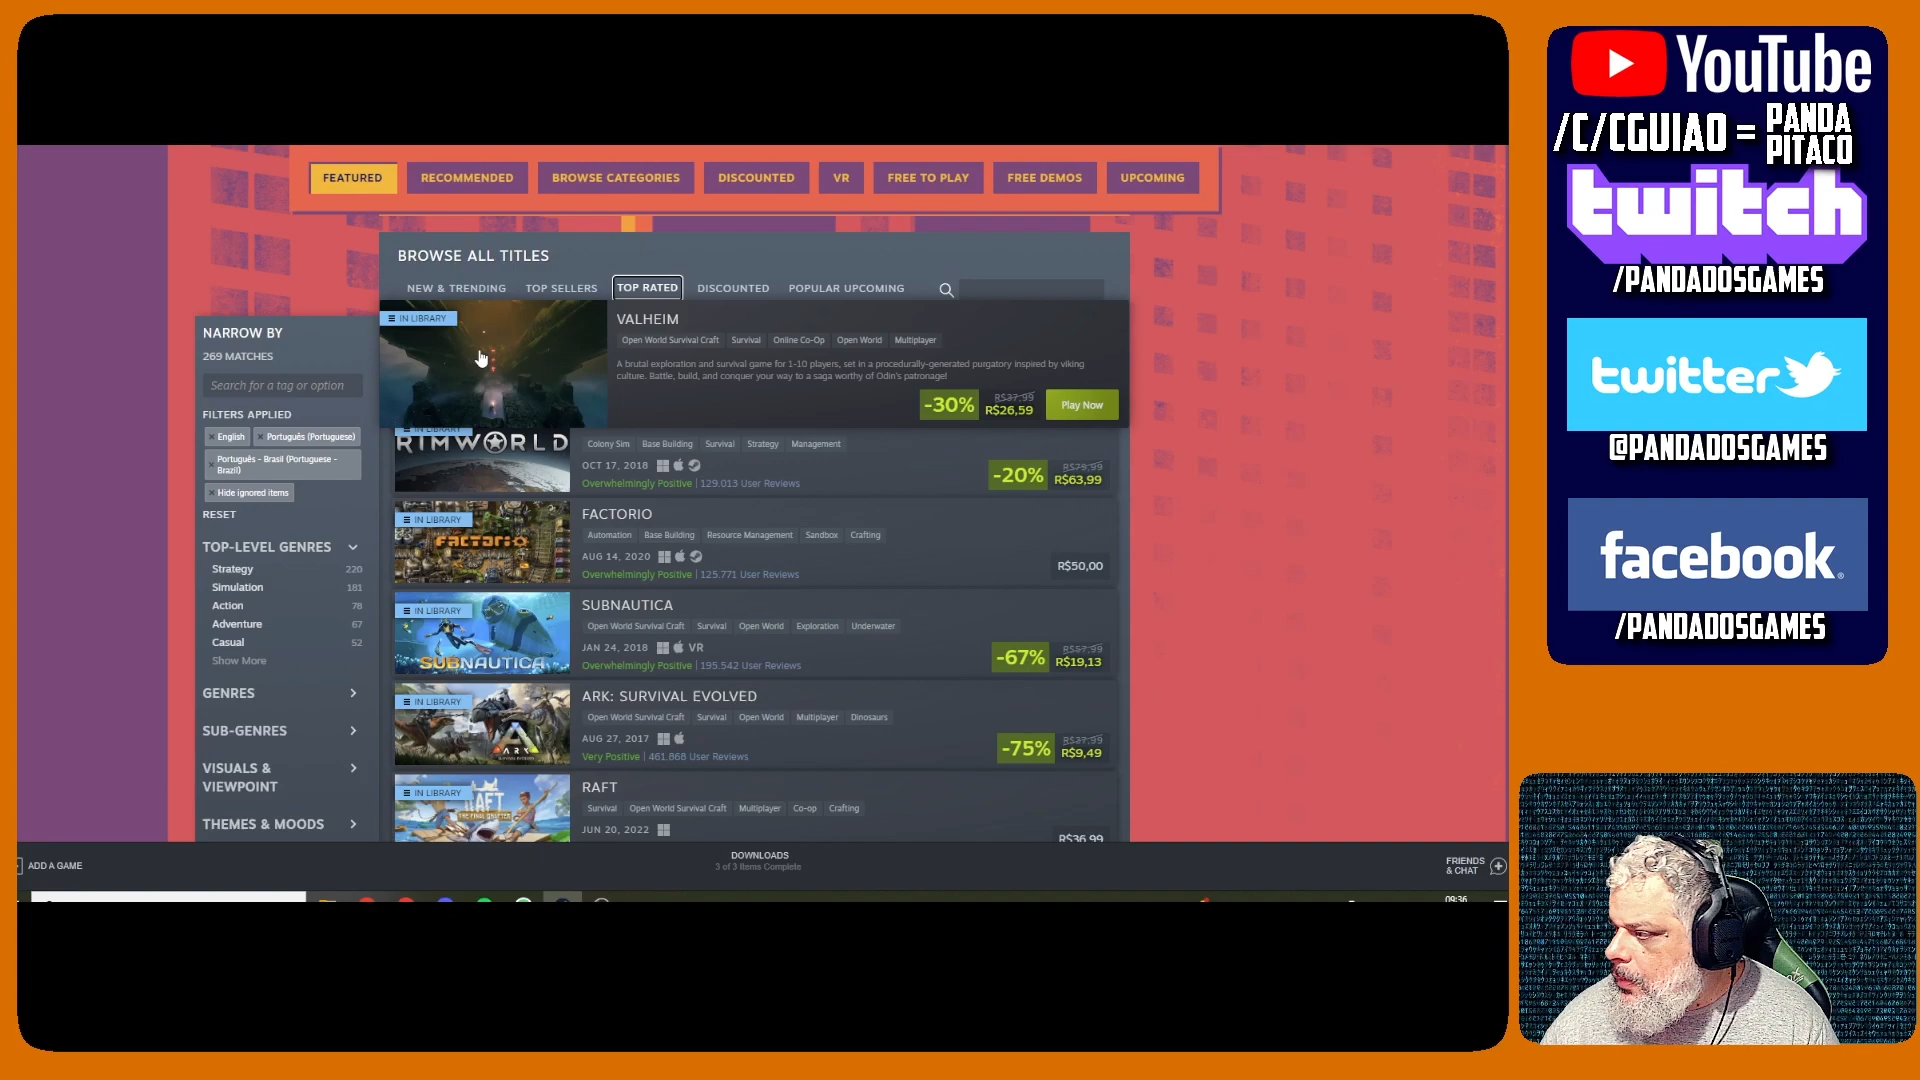 FEATURED
RECOMMENDED
BROWSE CATEGORIES
DISCOUNTED
VR
FREE TO PLAY
FREE DEMOS
UPCOMING
BROWSE ALL TITLES
NEW & TRENDING
TOP SELLERS
TOP RATED
DISCOUNTED
POPULAR UPCOMING
NARROW BY
269 MATCHES
Search for a tag or option
FILTERS APPLIED
× English
× Português (Portuguese)
× Português - Brasil (Portuguese - Brazil)
× Hide ignored items
RESET
TOP-LEVEL GENRES
Strategy 220
Simulation 181
Action 78
Adventure 67
Casual 52
Show More
GENRES
SUB-GENRES
VISUALS &
VIEWPOINT
THEMES & MOODS
IN LIBRARY
VALHEIM
Open World Survival Craft Survival Online Co-Op Open World Multiplayer
A brutal exploration and survival game for 1-10 players, set in a procedurally-generated purgatory inspired by viking
culture. Battle, build, and conquer your way to a saga worthy of Odin's patronage!
-30% R$37,99
R$26,59
Play Now
IN LIBRARY
RIMWORLD
Colony Sim Base Building Survival Strategy Management
OCT 17, 2018
Overwhelmingly Positive | 129.013 User Reviews
-20% R$79,99
R$63,99
IN LIBRARY
FACTORIO
FACTORIO
Automation Base Building Resource Management Sandbox Crafting
AUG 14, 2020
Overwhelmingly Positive | 125.771 User Reviews
R$50,00
IN LIBRARY
SUBNAUTICA
SUBNAUTICA
Open World Survival Craft Survival Open World Exploration Underwater
JAN 24, 2018 VR
Overwhelmingly Positive | 195.542 User Reviews
-67% R$57,99
R$19,13
IN LIBRARY
ARK
ARK: SURVIVAL EVOLVED
Open World Survival Craft Survival Open World Multiplayer Dinosaurs
AUG 27, 2017
Very Positive | 461.868 User Reviews
-75% R$37,99
R$9,49
IN LIBRARY
RAFT
THE FINAL CHAPTER
RAFT
Survival Open World Survival Craft Multiplayer Co-op Crafting
JUN 20, 2022
R$36,99
ADD A GAME
DOWNLOADS
3 of 3 Items Complete
FRIENDS
& CHAT
09:36
YouTube
/C/CGUIAO = PANDA PITACO
twitch
/PANDADOSGAMES
twitter
@PANDADOSGAMES
facebook
/PANDADOSGAMES